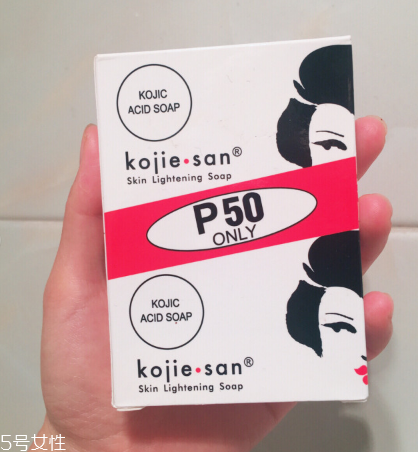 KOJIC
ACID SOAP
kojie•san®
Skin Lightening Soap
P50
ONLY
KOJIC
ACID SOAP
kojie•san®
Skin Lightening Soap
5号女性